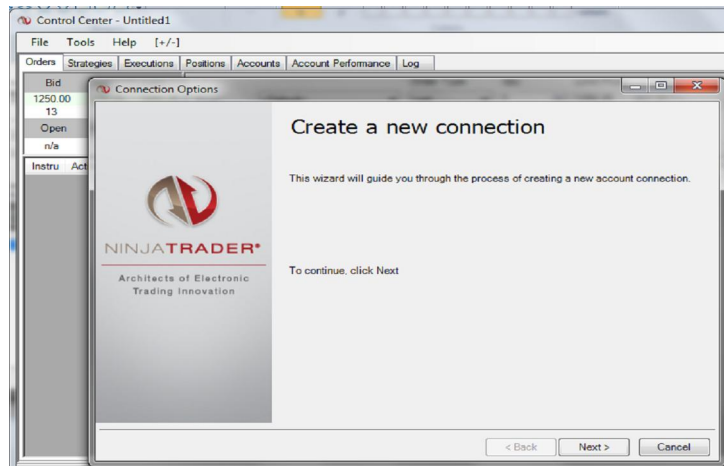 Control Center - Untitled1
File Tools Help [+/-]
Orders Strategies Executions Positions Accounts Account Performance Log
Bid
1250.00
13
Open
n/a
Instru Act
Connection Options
Create a new connection
This wizard will guide you through the process of creating a new account connection.
NINJATRADER®
Architects of Electronic
Trading Innovation
To continue, click Next
< Back Next > Cancel